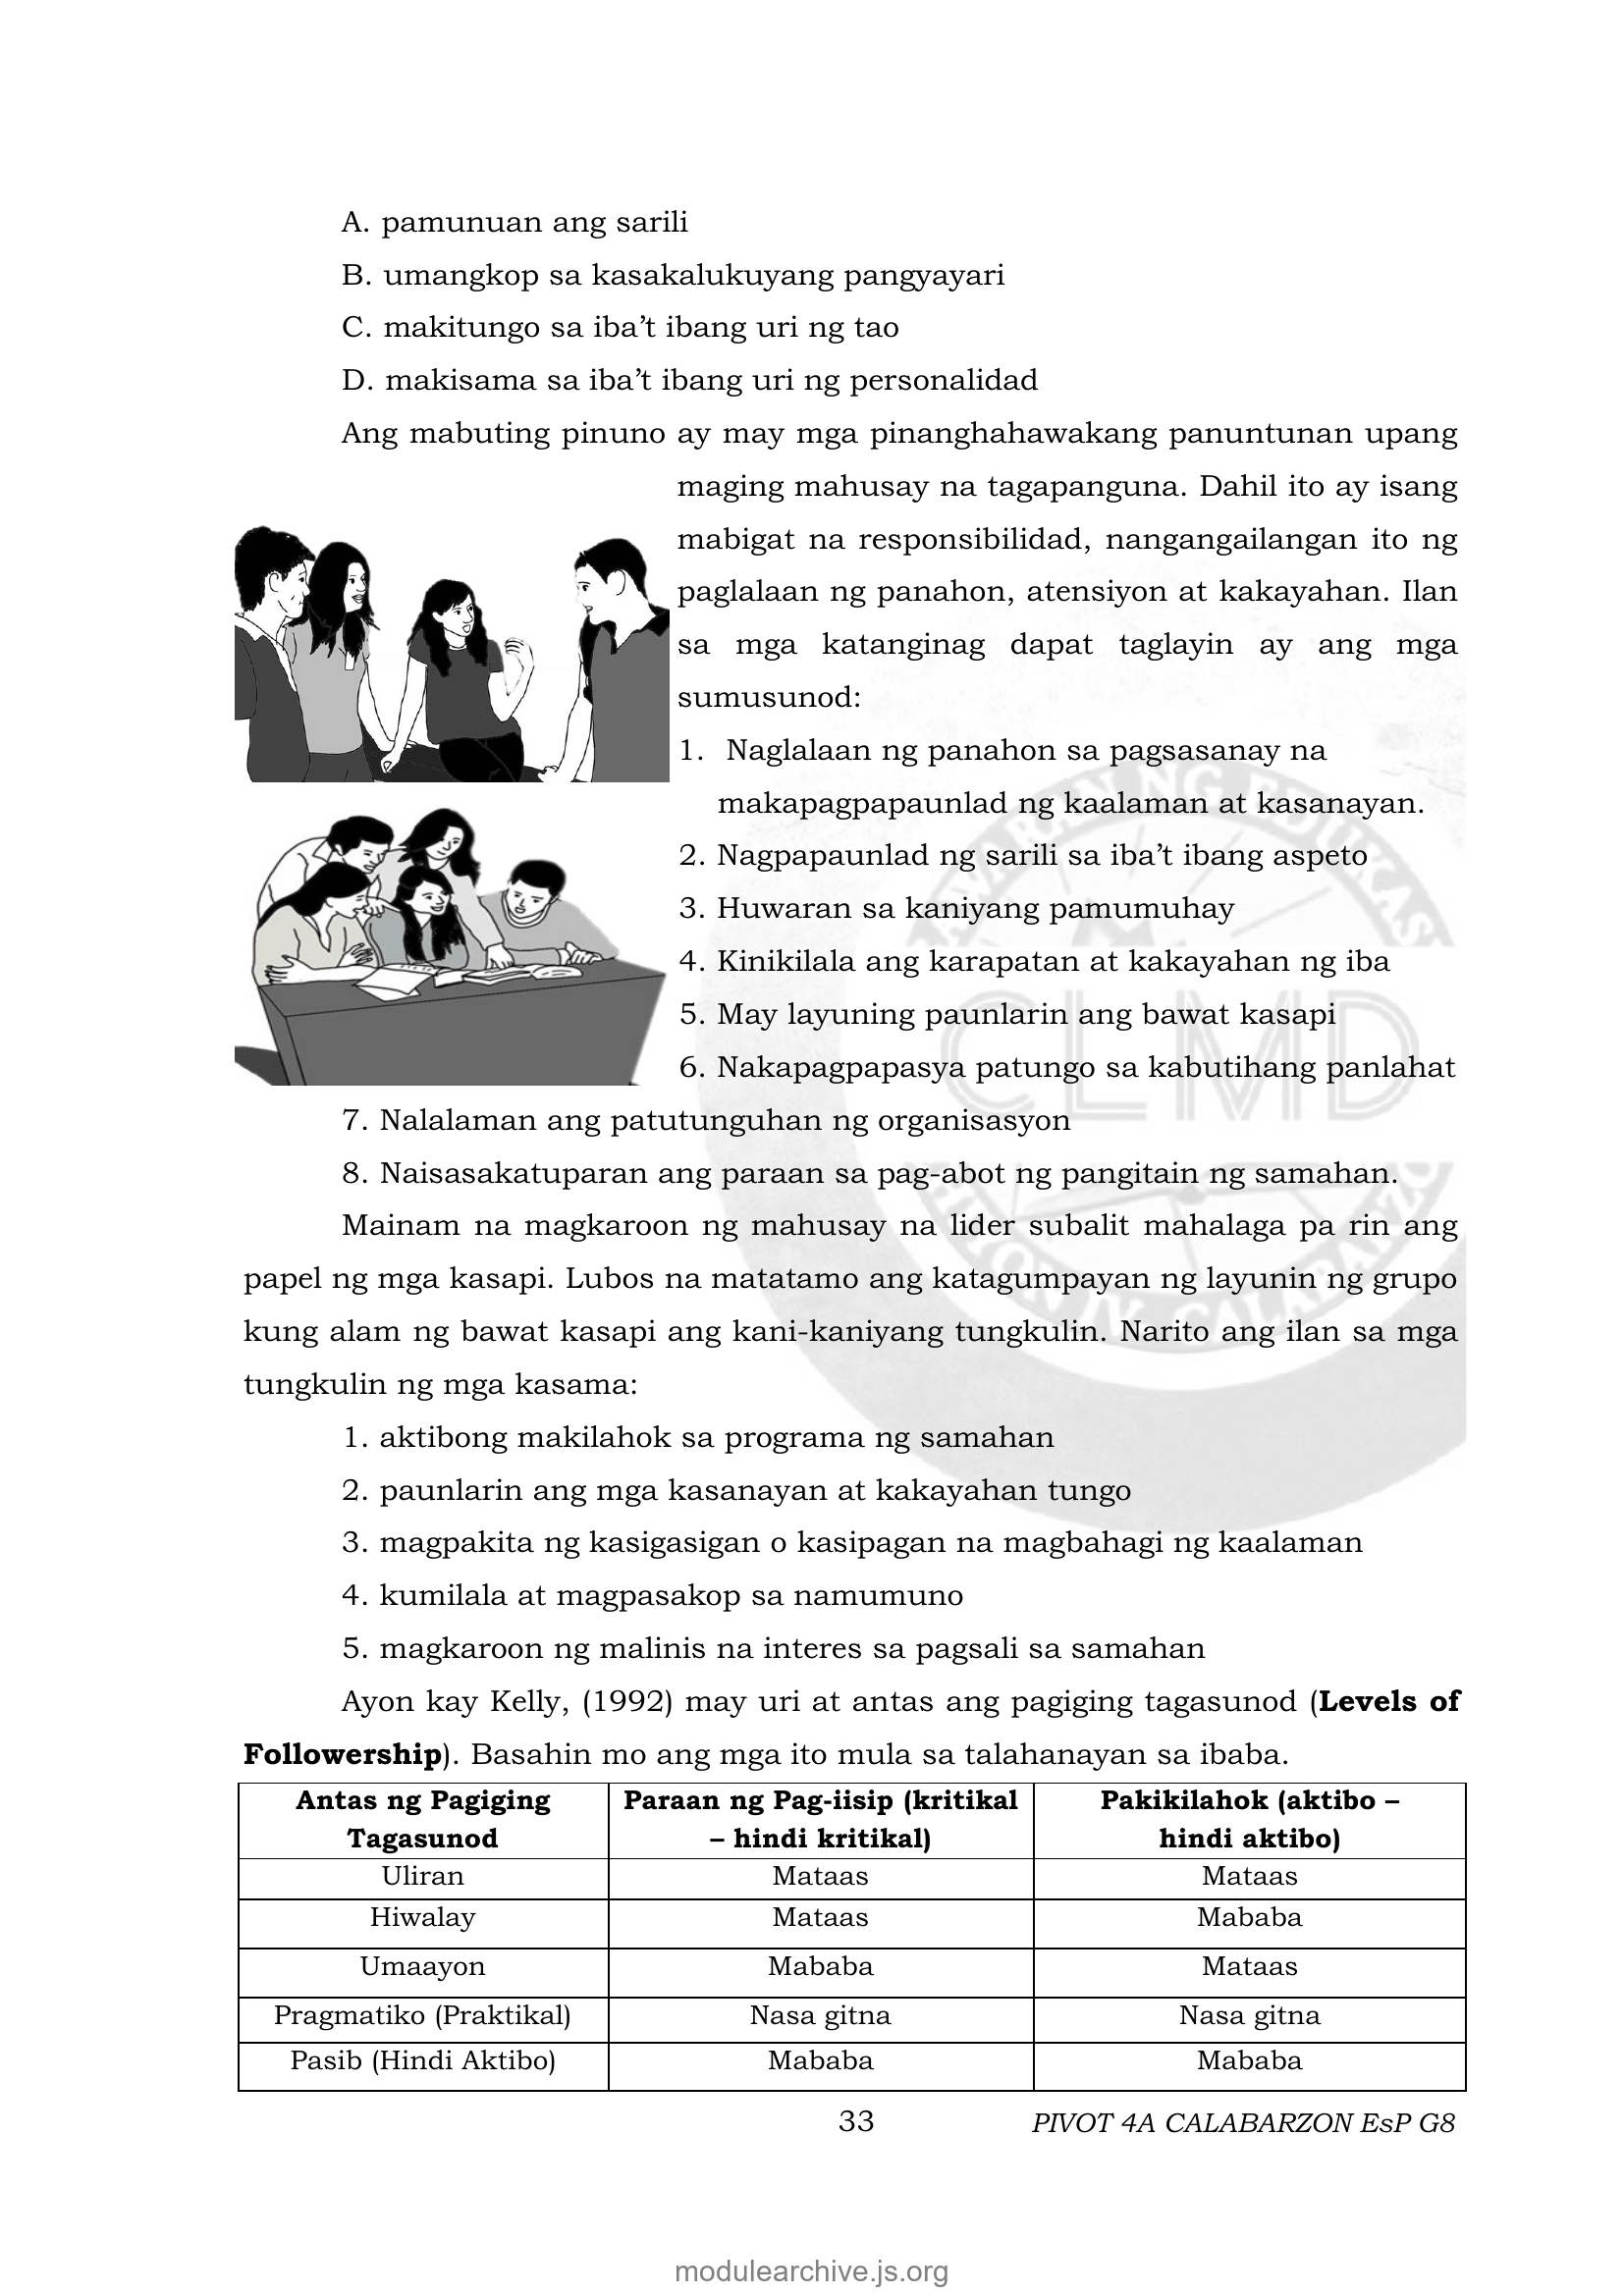 A. pamunuan ang sarili
B. umangkop sa kasakalukuyang pangyayari
C. makitungo sa iba’t ibang uri ng tao
D. makisama sa iba’t ibang uri ng personalidad
Ang mabuting pinuno ay may mga pinanghahawakang panuntunan upang
maging mahusay na tagapanguna. Dahil ito ay isang
mabigat na responsibilidad, nangangailangan ito ng
paglalaan ng panahon, atensiyon at kakayahan. Ilan
sa mga katanginag dapat taglayin ay ang mga
sumusunod:
1. Naglalaan ng panahon sa pagsasanay na
makapagpapaunlad ng kaalaman at kasanayan.
2. Nagpapaunlad ng sarili sa iba’t ibang aspeto
3. Huwaran sa kaniyang pamumuhay
4. Kinikilala ang karapatan at kakayahan ng iba
5. May layuning paunlarin ang bawat kasapi
6. Nakapagpapasya patungo sa kabutihang panlahat
7. Nalalaman ang patutunguhan ng organisasyon
8. Naisasakatuparan ang paraan sa pag-abot ng pangitain ng samahan.
Mainam na magkaroon ng mahusay na lider subalit mahalaga pa rin ang
papel ng mga kasapi. Lubos na matatamo ang katagumpayan ng layunin ng grupo
kung alam ng bawat kasapi ang kani-kaniyang tungkulin. Narito ang ilan sa mga
tungkulin ng mga kasama:
1. aktibong makilahok sa programa ng samahan
2. paunlarin ang mga kasanayan at kakayahan tungo
3. magpakita ng kasigasigan o kasipagan na magbahagi ng kaalaman
4. kumilala at magpasakop sa namumuno
5. magkaroon ng malinis na interes sa pagsali sa samahan
Ayon kay Kelly, (1992) may uri at antas ang pagiging tagasunod (Levels of
Followership). Basahin mo ang mga ito mula sa talahanayan sa ibaba.
Antas ng Pagiging Tagasunod Paraan ng Pag-iisip (kritikal – hindi kritikal) Pakikilahok (aktibo – hindi aktibo)
Uliran Mataas Mataas
Hiwalay Mataas Mababa
Umaayon Mababa Mataas
Pragmatiko (Praktikal) Nasa gitna Nasa gitna
Pasib (Hindi Aktibo) Mababa Mababa
33 PIVOT 4A CALABARZON EsP G8
CLMD
modulearchive.js.org